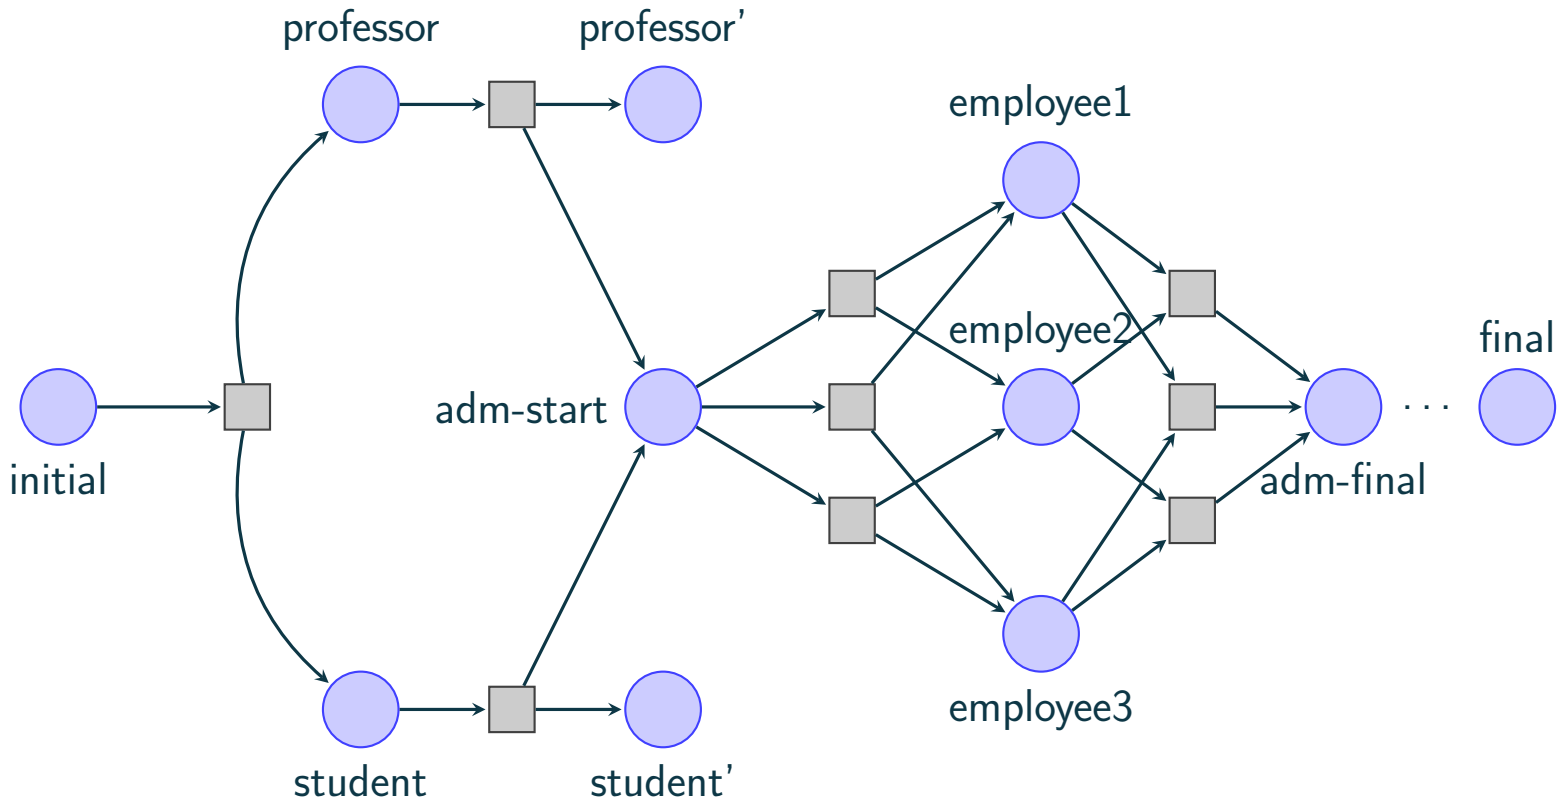 professor
professor'
employee1
employee2
final
adm-start
. . .
initial
adm-final
employee3
student
student'